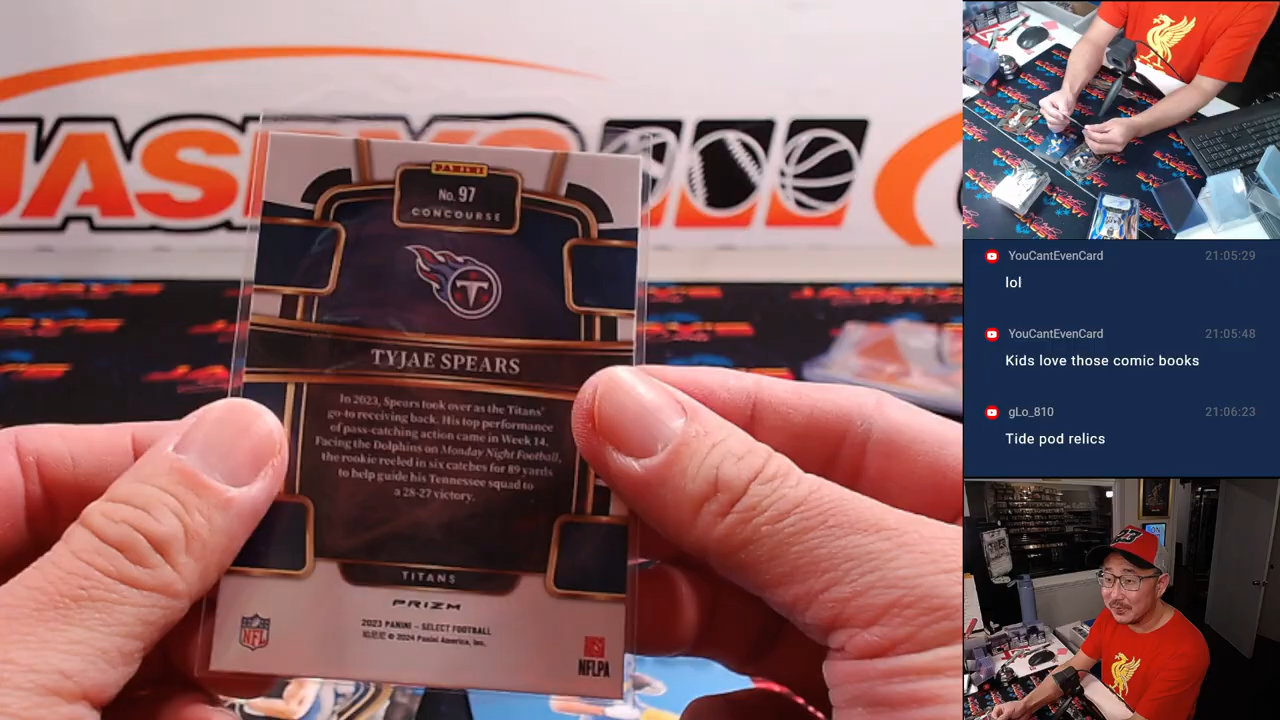 PANINI
No. 97
CONCOURSE
TYJAE SPEARS
In 2023, Spears took over as the Titans'
go-to receiving back. His top performance
of pass-catching action came in Week 14.
Facing the Dolphins on Monday Night Football,
the rookie reeled in six catches for 89 yards
to help guide his Tennessee squad to
a 28-27 victory.
TITANS
PRIZM
2023 PANINI – SELECT FOOTBALL
© 2024 Panini America, Inc.
NFL
NFLPA
YouCantEvenCard 21:05:29
lol
YouCantEvenCard 21:05:48
Kids love those comic books
gLo_810 21:06:23
Tide pod relics